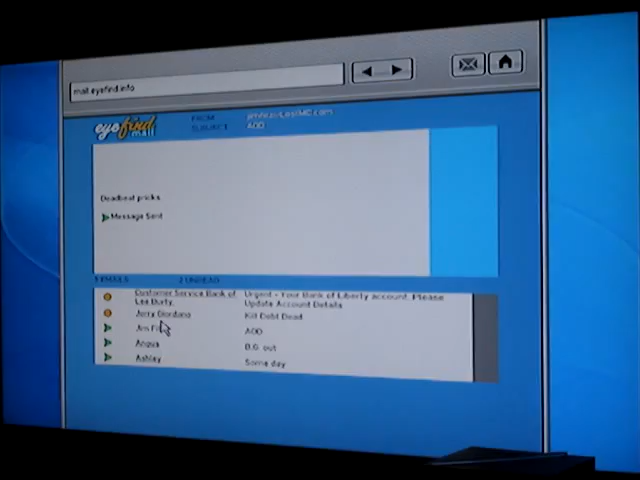 mail.eyefind.info
eyefind
mail
FROM
SUBJECT AOD
Deadbeat pricks
Message Sent
5 EMAILS 2 UNREAD
Customer Service Bank of Urgent - Your Bank of Liberty account. Please
Update Account Details
Jerry Giordano Kill Debt Dead
Jim AOD
Angus B.G. out
Ashley Some day